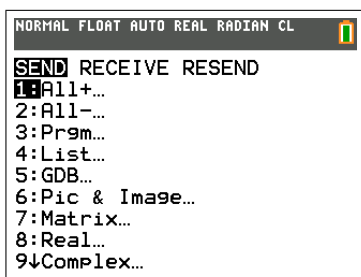 NORMAL FLOAT AUTO REAL RADIAN CL
SEND RECEIVE RESEND
1:All+…
2:All-…
3:Prgm…
4:List…
5:GDB…
6:Pic & Image…
7:Matrix…
8:Real…
9↓Complex…